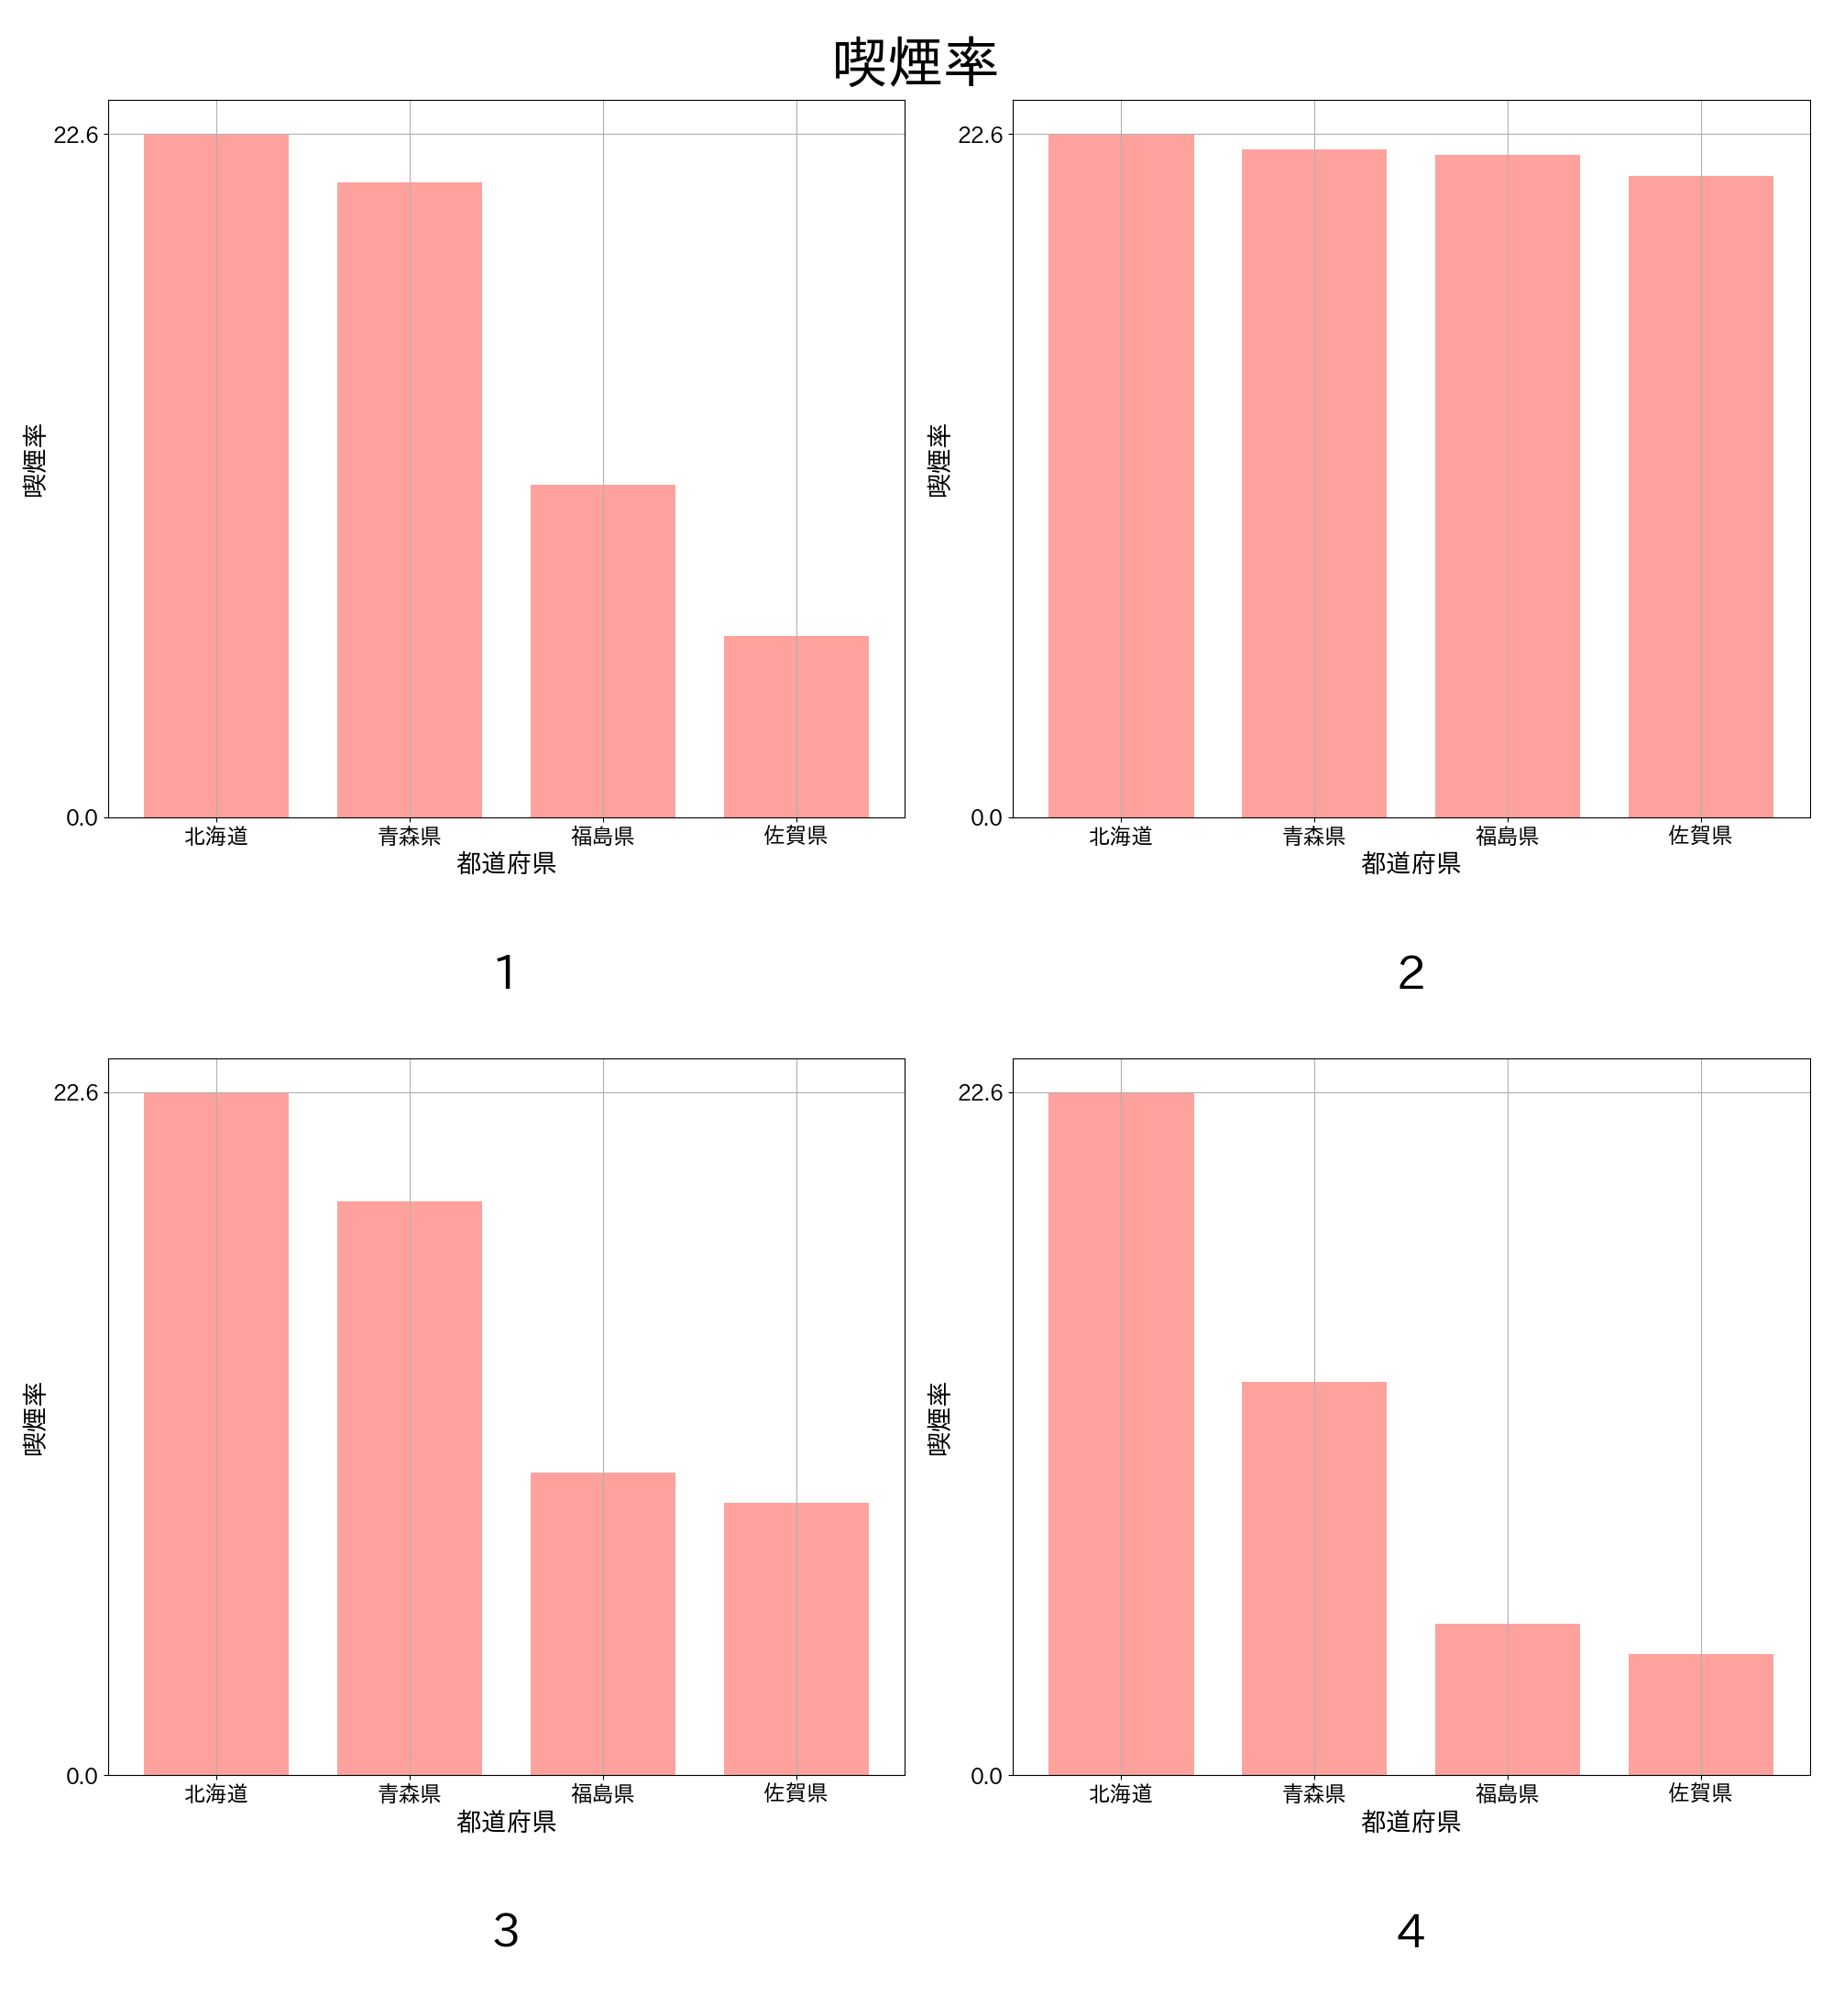 喫煙率
22.6
0.0
喫煙率
北海道 青森県 福島県 佐賀県
都道府県
1
22.6
0.0
喫煙率
北海道 青森県 福島県 佐賀県
都道府県
2
22.6
0.0
喫煙率
北海道 青森県 福島県 佐賀県
都道府県
3
22.6
0.0
喫煙率
北海道 青森県 福島県 佐賀県
都道府県
4